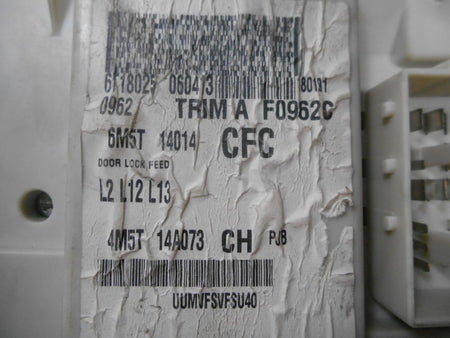 6118025 060413 80191
0962 TRIM A F0962C
6M5T 14014 CFC
DOOR LOCK FEED
L2 L12 L13
4M5T 14A073 CH PJB
UUMVFSVFSU40